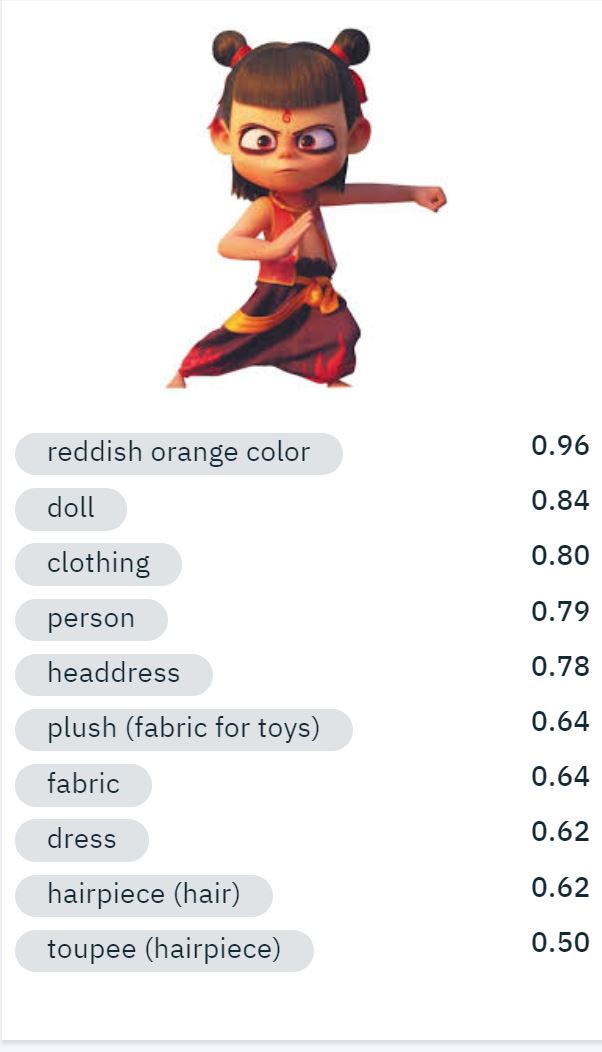 reddish orange color 0.96
doll 0.84
clothing 0.80
person 0.79
headdress 0.78
plush (fabric for toys) 0.64
fabric 0.64
dress 0.62
hairpiece (hair) 0.62
toupee (hairpiece) 0.50